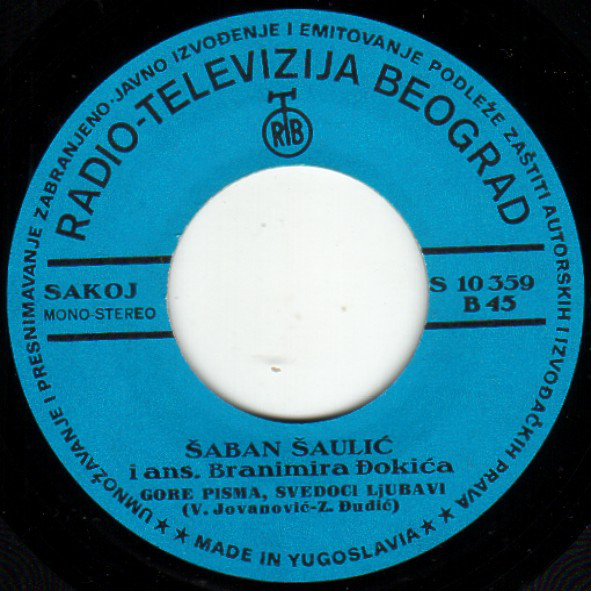 UMNOŽAVANJE I PRESNIMAVANJE ZABRANJENO·JAVNO IZVOĐENJE I EMITOVANJE PODLEŽE ZAŠTITI AUTORSKIH I IZVOĐAČKIH PRAVA
RADIO-TELEVIZIJA BEOGRAD
RTB
SAKOJ
MONO-STEREO
S 10 359
B 45
ŠABAN ŠAULIĆ
i ans. Branimira Đokića
GORE PISMA, SVEDOCI LjUBAVI
(V. Jovanović-Z. Đudić)
★★ MADE IN YUGOSLAVIA ★★